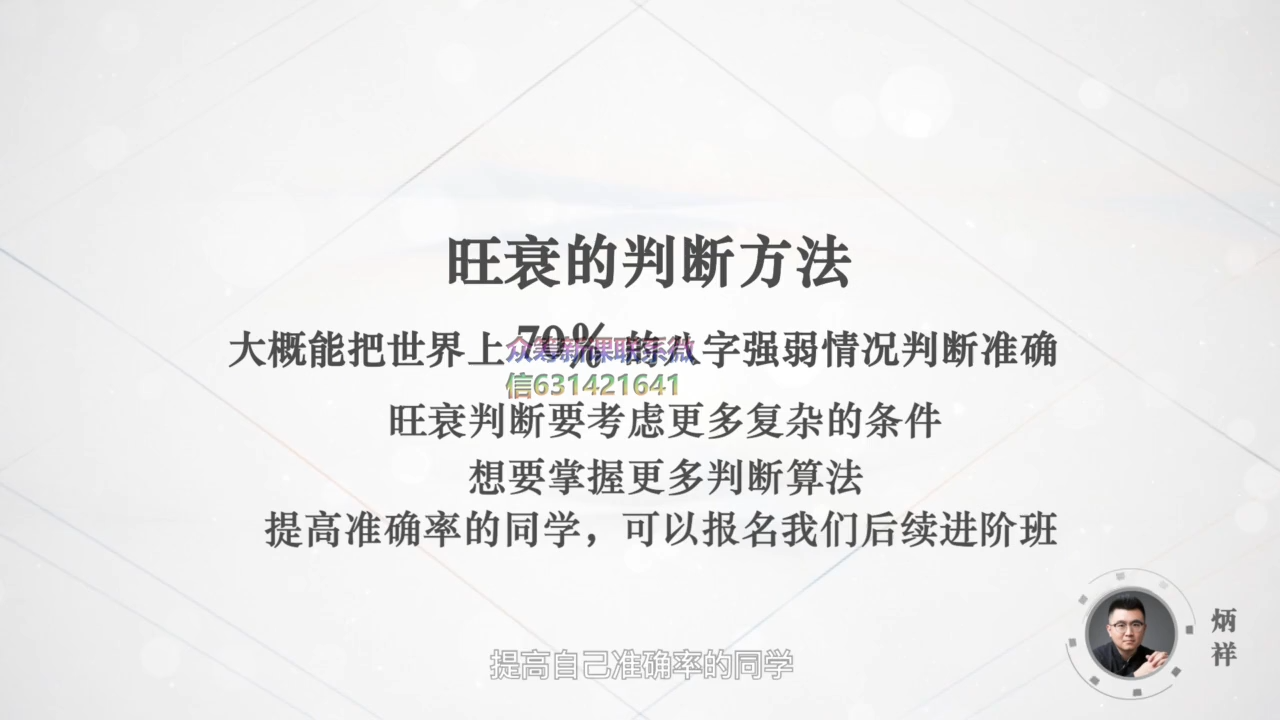 旺衰的判断方法
大概能把世界上70%的八字强弱情况判断准确
众筹新课联系微
信631421641
旺衰判断要考虑更多复杂的条件
想要掌握更多判断算法
提高准确率的同学，可以报名我们后续进阶班
炳祥
提高自己准确率的同学